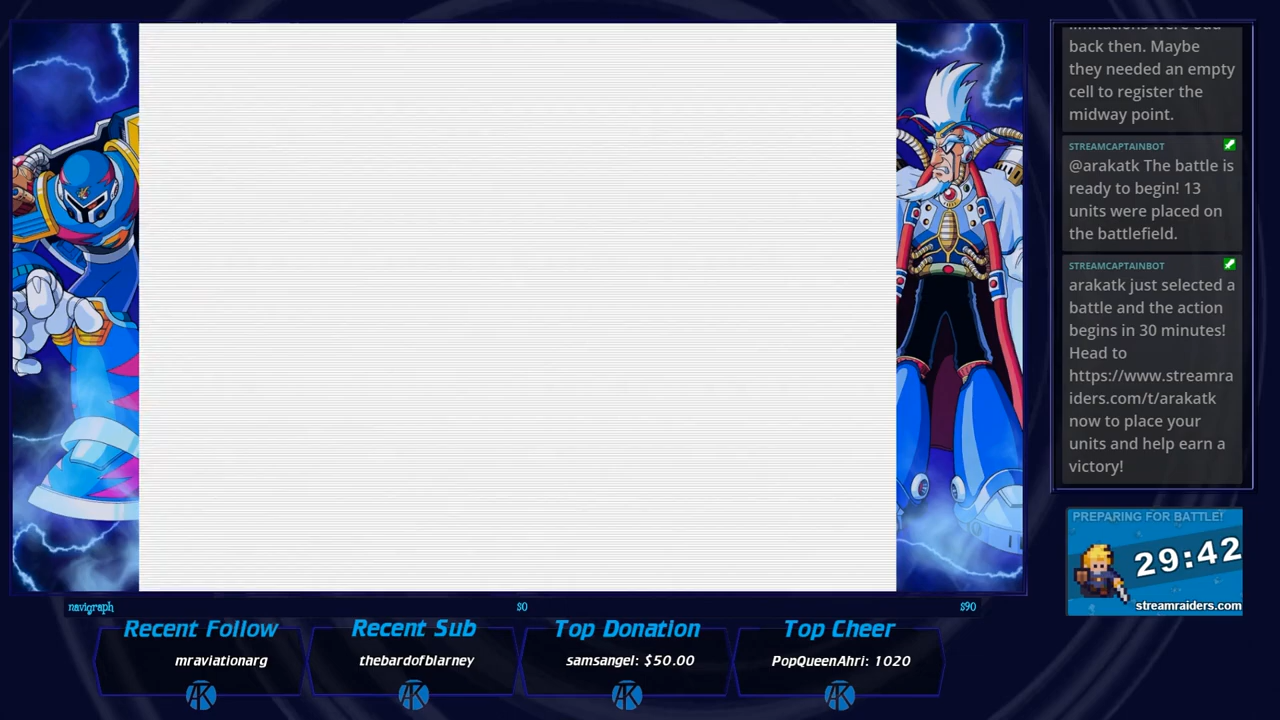 back then. Maybe
they needed an empty
cell to register the
midway point.
STREAMCAPTAINBOT
@arakatk The battle is
ready to begin! 13
units were placed on
the battlefield.
STREAMCAPTAINBOT
arakatk just selected a
battle and the action
begins in 30 minutes!
Head to
https://www.streamra
iders.com/t/arakatk
now to place your
units and help earn a
victory!
PREPARING FOR BATTLE!
29:42
streamraiders.com
navigraph
$0
$90
Recent Follow
mraviationarg
Recent Sub
thebardofblarney
Top Donation
samsangel: $50.00
Top Cheer
PopQueenAhri: 1020
AK
AK
AK
AK